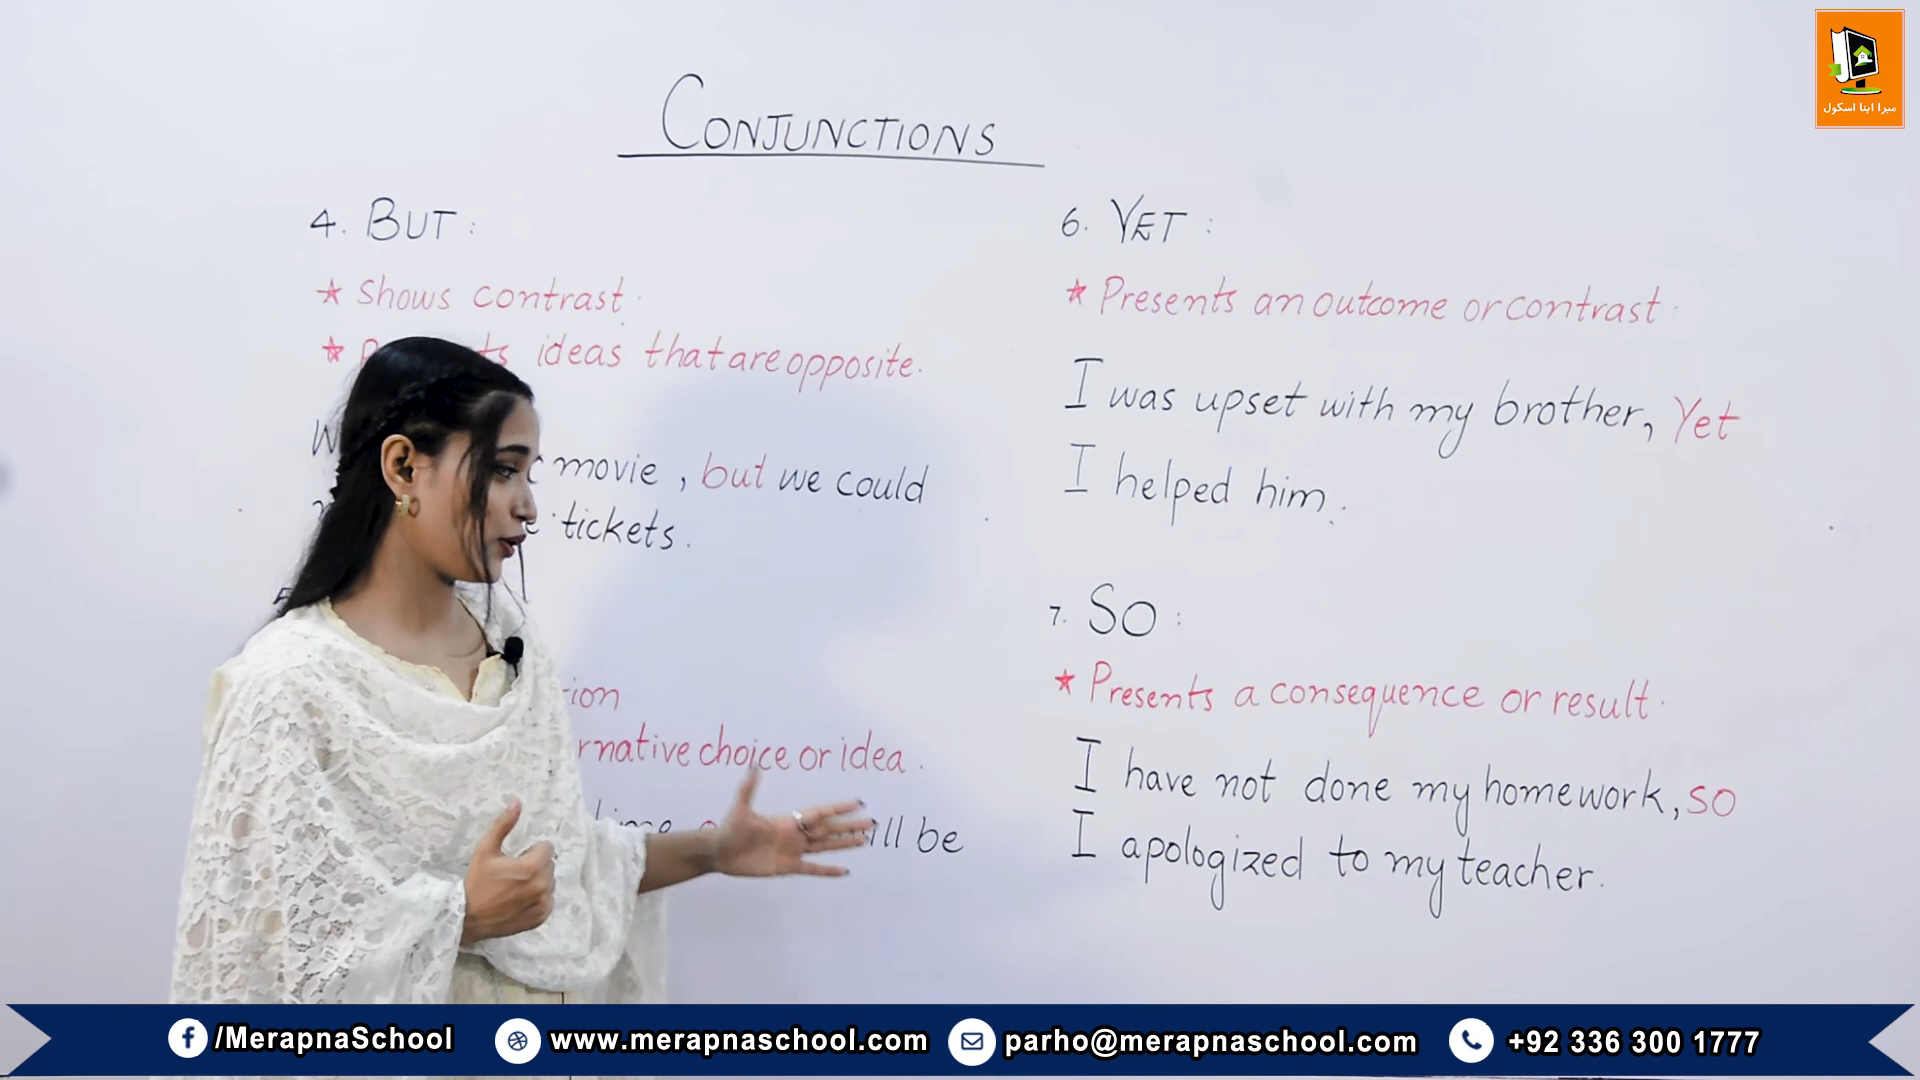 میرا اپنا اسکول
CONJUNCTIONS
4. BUT:
★ Shows contrast.
★ ideas that are opposite.
movie, but we could
tickets.
rnative choice or idea.
be
6. YET:
★ Presents an outcome or contrast.
I was upset with my brother, Yet
I helped him.
7. SO:
★ Presents a consequence or result.
I have not done my homework, so
I apologized to my teacher.
/MerapnaSchool
www.merapnaschool.com
parho@merapnaschool.com
+92 336 300 1777